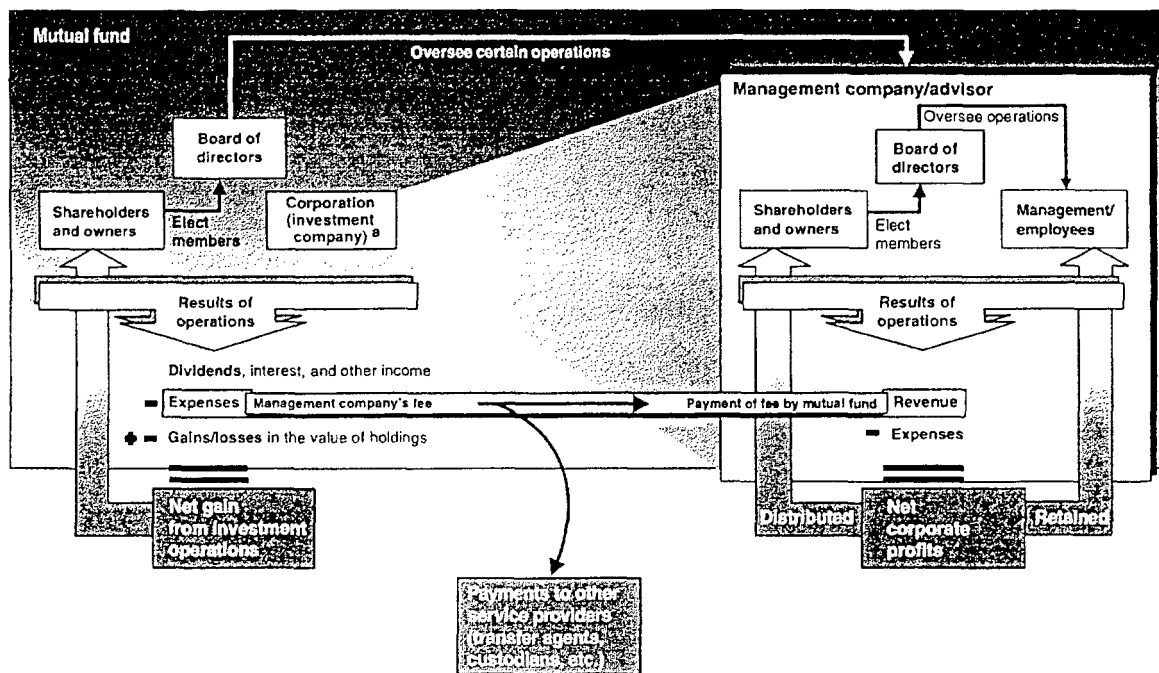 Mutual fund
Oversee certain operations
Board of
directors
Shareholders
and owners
Elect
members
Corporation
(investment
company) a
Results of
operations
Dividends, interest, and other income
- Expenses
Management company's fee
Payment of fee by mutual fund
+ - Gains/losses in the value of holdings
Net gain
from investment
operations
Payments to other
service providers
(transfer agents,
custodians, etc.)
Management company/advisor
Oversee operations
Board of
directors
Shareholders
and owners
Elect
members
Management/
employees
Results of
operations
Revenue
- Expenses
Distributed
Net
corporate
profits
Retained